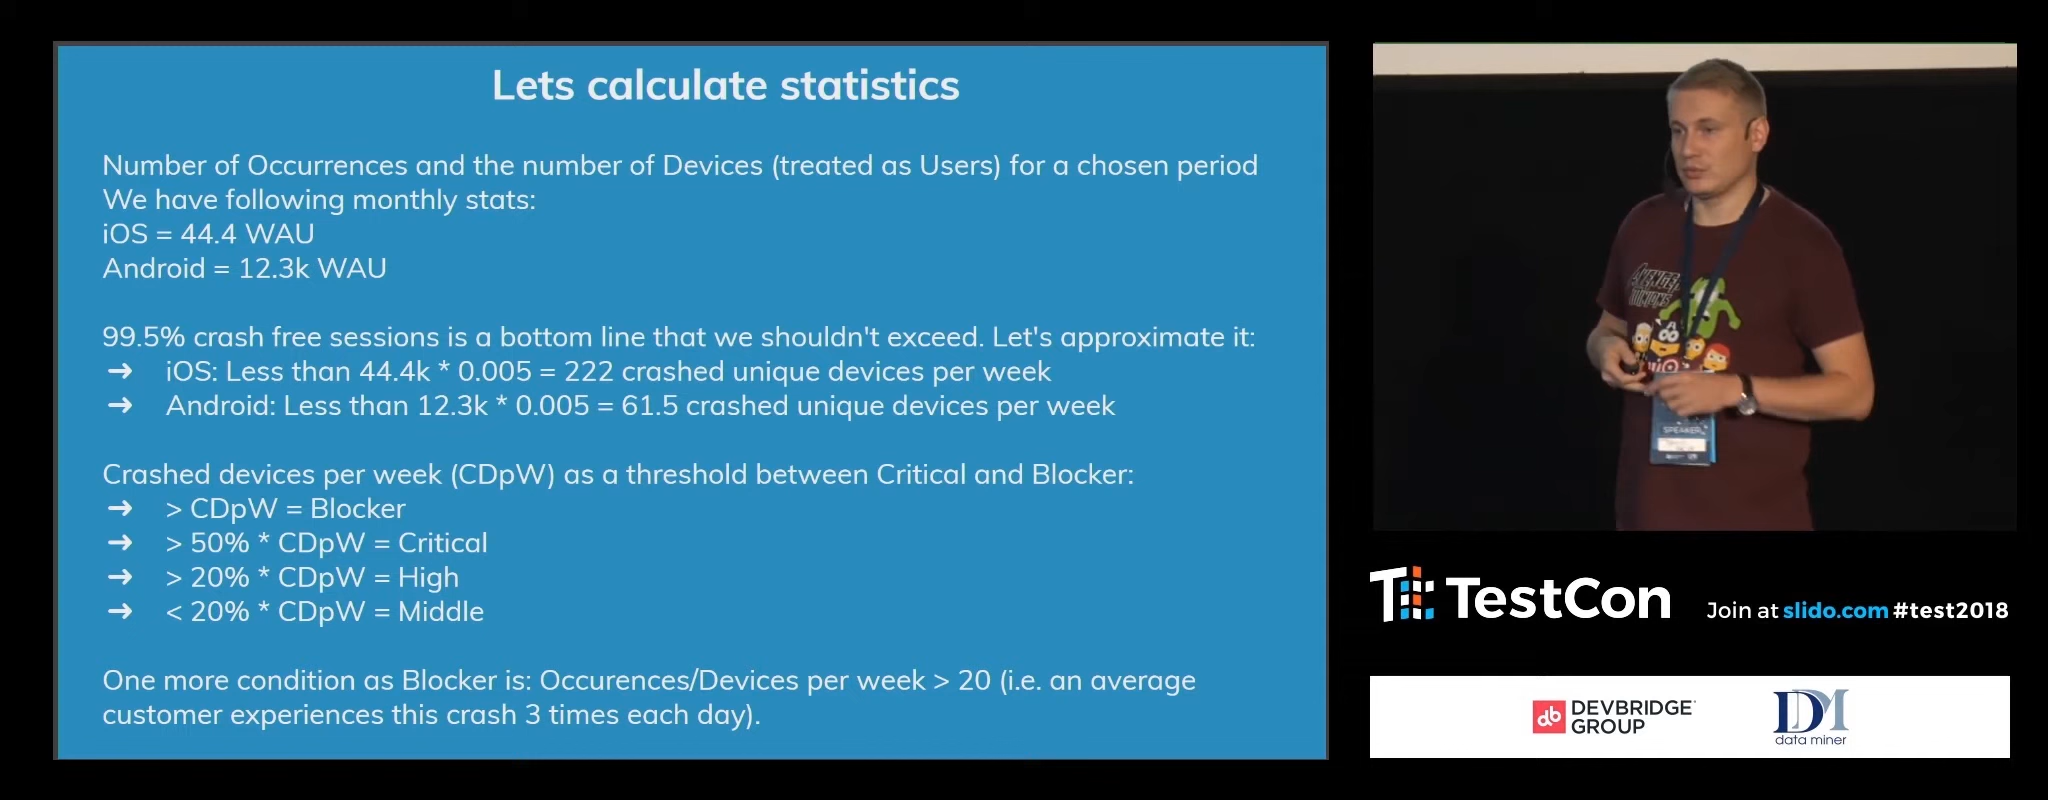 Lets calculate statistics
Number of Occurrences and the number of Devices (treated as Users) for a chosen period
We have following monthly stats:
iOS = 44.4 WAU
Android = 12.3k WAU
99.5% crash free sessions is a bottom line that we shouldn't exceed. Let's approximate it:
➔ iOS: Less than 44.4k * 0.005 = 222 crashed unique devices per week
➔ Android: Less than 12.3k * 0.005 = 61.5 crashed unique devices per week
Crashed devices per week (CDpW) as a threshold between Critical and Blocker:
➔ > CDpW = Blocker
➔ > 50% * CDpW = Critical
➔ > 20% * CDpW = High
➔ < 20% * CDpW = Middle
One more condition as Blocker is: Occurences/Devices per week > 20 (i.e. an average
customer experiences this crash 3 times each day).
SPEAKER
TestCon
Join at slido.com #test2018
db DEVBRIDGE
GROUP
DM
data miner